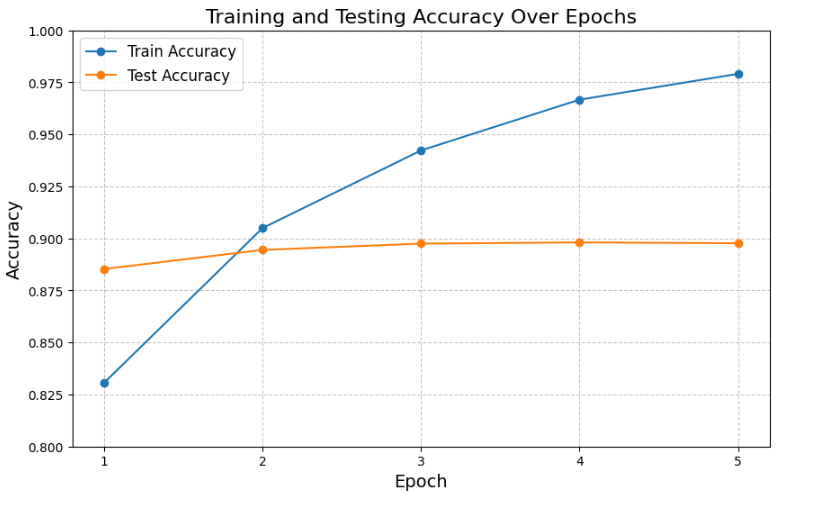 Training and Testing Accuracy Over Epochs
Train Accuracy
Test Accuracy
Accuracy
1.000
0.975
0.950
0.925
0.900
0.875
0.850
0.825
0.800
1 2 3 4 5
Epoch